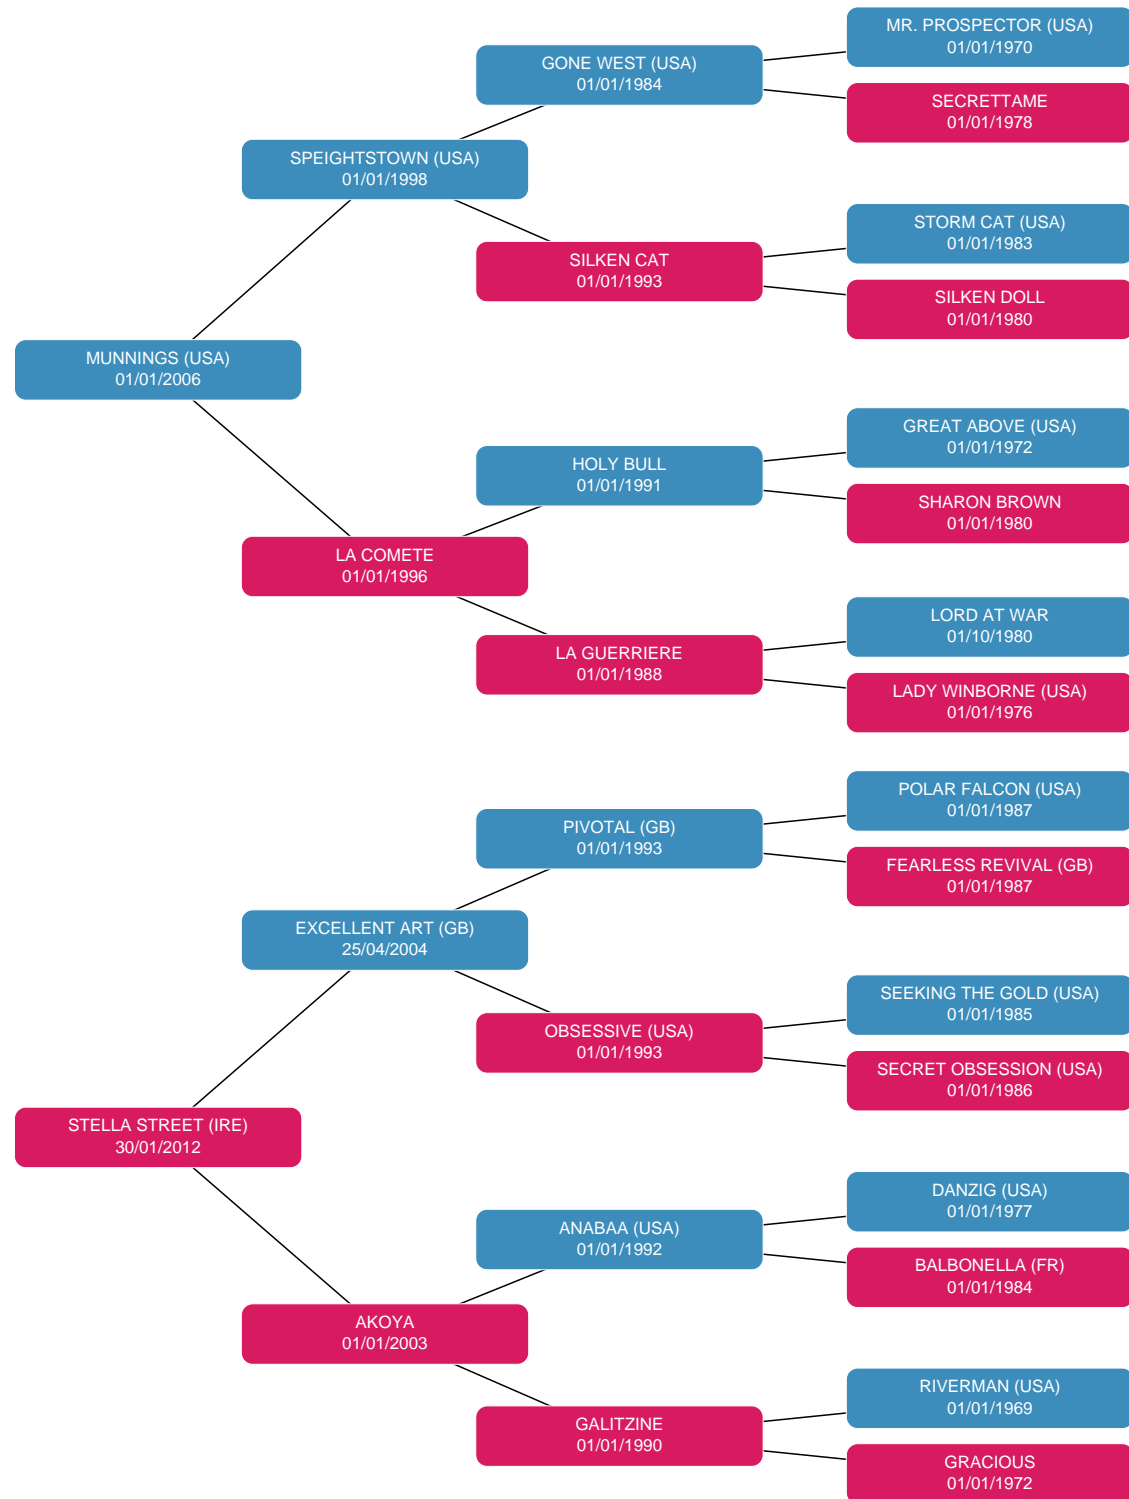 MR. PROSPECTOR (USA)
01/01/1970
GONE WEST (USA)
01/01/1984
SECRETTAME
01/01/1978
SPEIGHTSTOWN (USA)
01/01/1998
STORM CAT (USA)
01/01/1983
SILKEN CAT
01/01/1993
SILKEN DOLL
01/01/1980
MUNNINGS (USA)
01/01/2006
GREAT ABOVE (USA)
01/01/1972
HOLY BULL
01/01/1991
SHARON BROWN
01/01/1980
LA COMETE
01/01/1996
LORD AT WAR
01/10/1980
LA GUERRIERE
01/01/1988
LADY WINBORNE (USA)
01/01/1976
POLAR FALCON (USA)
01/01/1987
PIVOTAL (GB)
01/01/1993
FEARLESS REVIVAL (GB)
01/01/1987
EXCELLENT ART (GB)
25/04/2004
SEEKING THE GOLD (USA)
01/01/1985
OBSESSIVE (USA)
01/01/1993
SECRET OBSESSION (USA)
01/01/1986
STELLA STREET (IRE)
30/01/2012
DANZIG (USA)
01/01/1977
ANABAA (USA)
01/01/1992
BALBONELLA (FR)
01/01/1984
AKOYA
01/01/2003
RIVERMAN (USA)
01/01/1969
GALITZINE
01/01/1990
GRACIOUS
01/01/1972